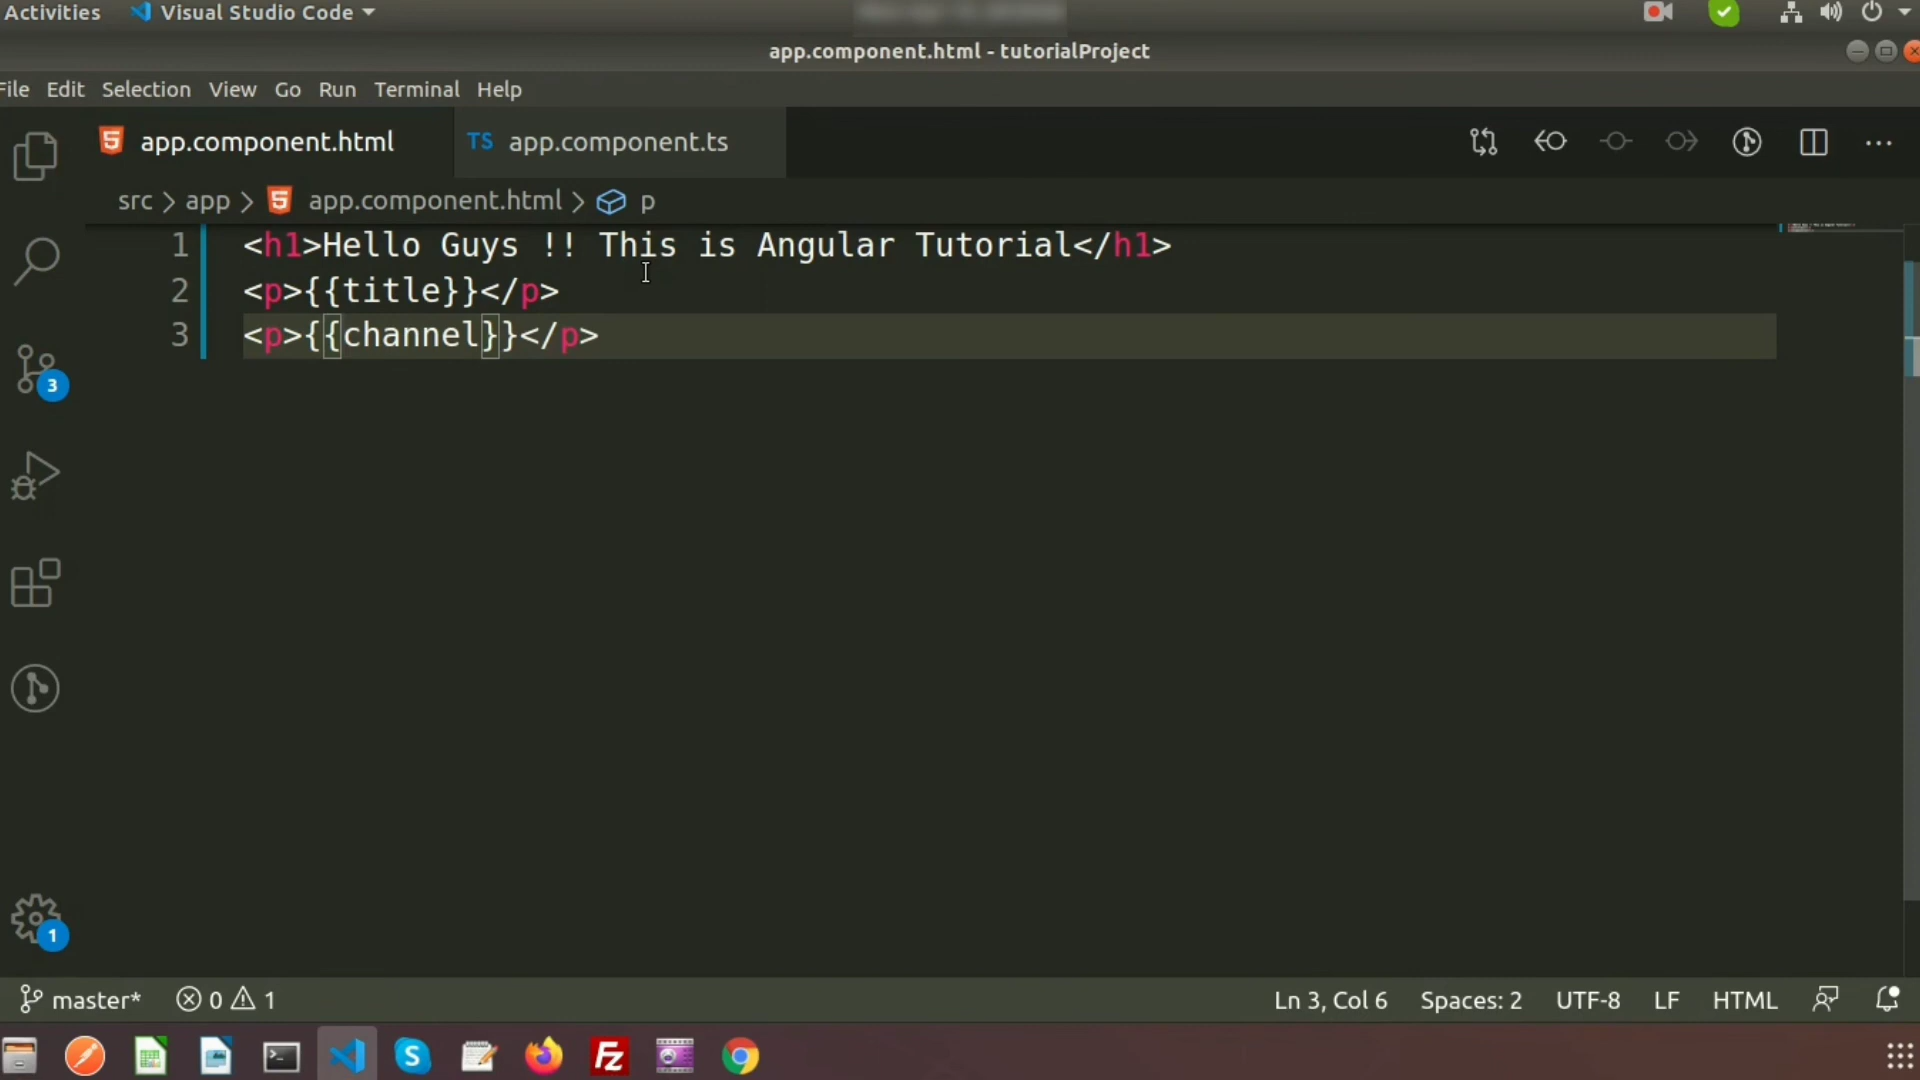 Activities Visual Studio Code
app.component.html - tutorialProject
File Edit Selection View Go Run Terminal Help
app.component.html TS app.component.ts
src > app > app.component.html > p
1 <h1>Hello Guys !! This is Angular Tutorial</h1>
2 <p>{{title}}</p>
3 <p>{{channel}}</p>
3
1
master* 0 1 Ln 3, Col 6 Spaces: 2 UTF-8 LF HTML